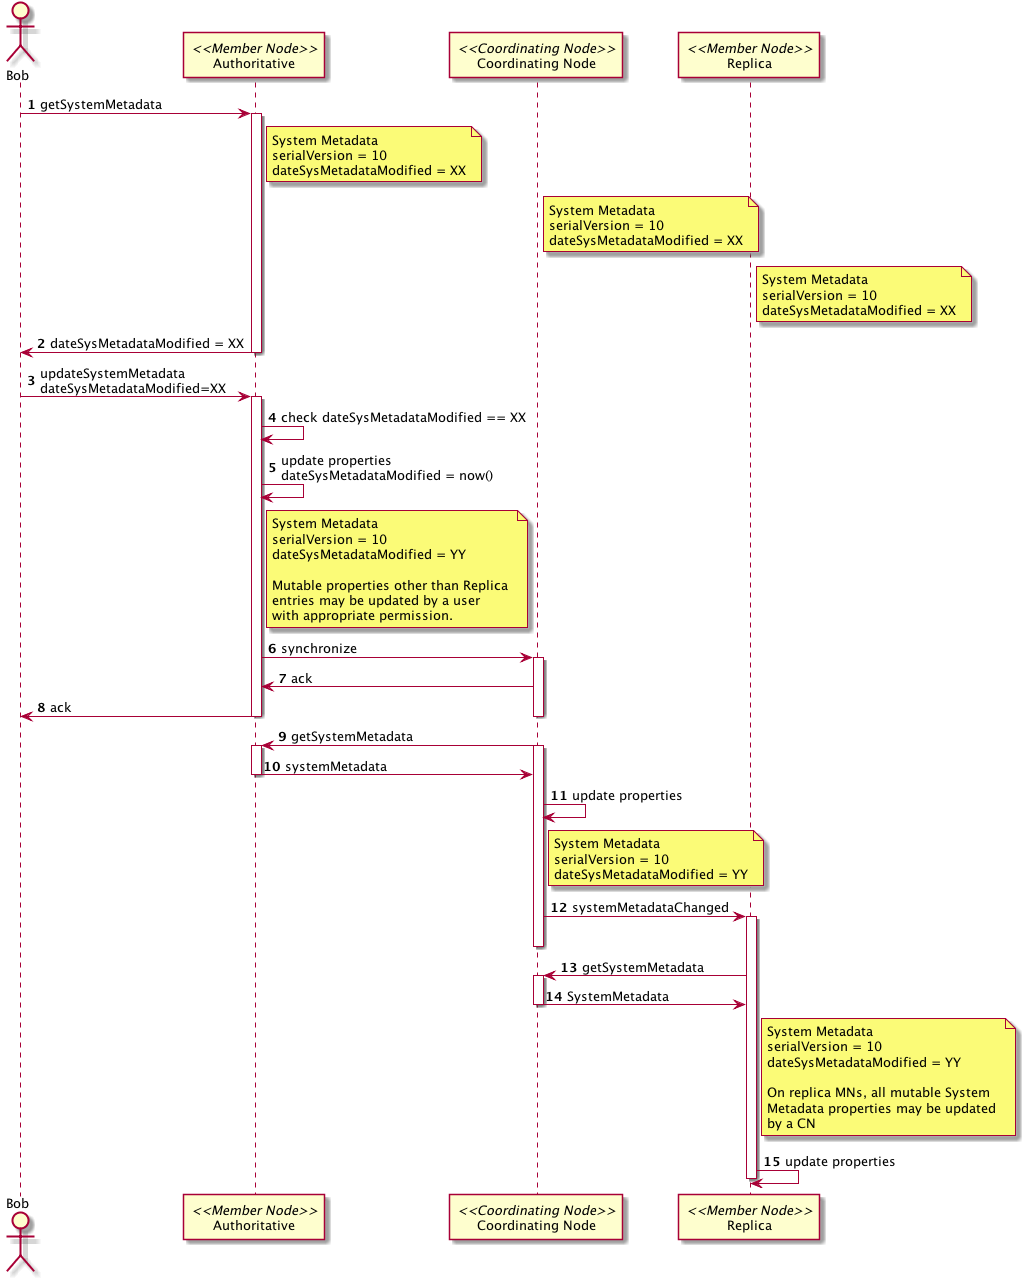 Bob
<<Member Node>>
Authoritative
<<Coordinating Node>>
Coordinating Node
<<Member Node>>
Replica
1 getSystemMetadata
System Metadata
serialVersion = 10
dateSysMetadataModified = XX
System Metadata
serialVersion = 10
dateSysMetadataModified = XX
System Metadata
serialVersion = 10
dateSysMetadataModified = XX
2 dateSysMetadataModified = XX
3 updateSystemMetadata
dateSysMetadataModified=XX
4 check dateSysMetadataModified == XX
5 update properties
dateSysMetadataModified = now()
System Metadata
serialVersion = 10
dateSysMetadataModified = YY
Mutable properties other than Replica
entries may be updated by a user
with appropriate permission.
6 synchronize
7 ack
8 ack
9 getSystemMetadata
10 systemMetadata
11 update properties
System Metadata
serialVersion = 10
dateSysMetadataModified = YY
12 systemMetadataChanged
13 getSystemMetadata
14 SystemMetadata
System Metadata
serialVersion = 10
dateSysMetadataModified = YY
On replica MNs, all mutable System
Metadata properties may be updated
by a CN
15 update properties
Bob
<<Member Node>>
Authoritative
<<Coordinating Node>>
Coordinating Node
<<Member Node>>
Replica